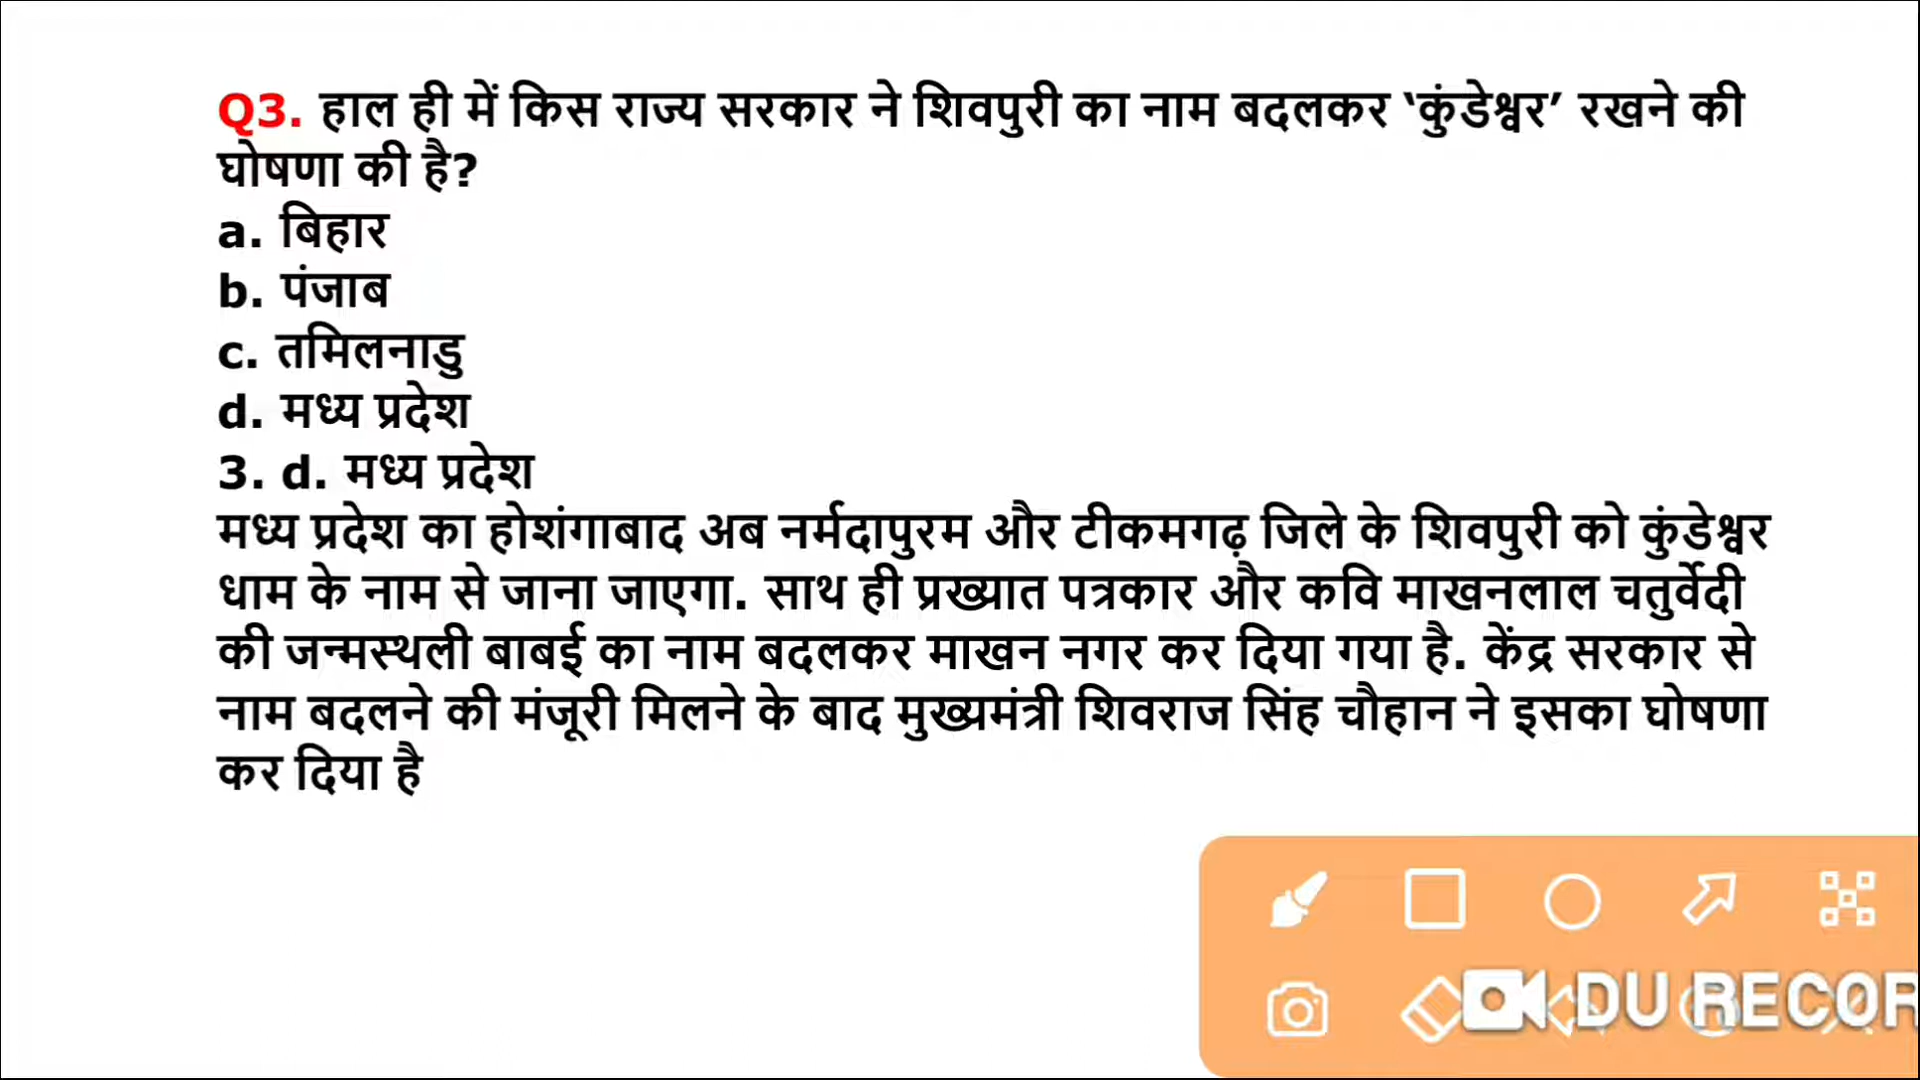 Q3. हाल ही में किस राज्य सरकार ने शिवपुरी का नाम बदलकर ‘कुंडेश्वर’ रखने की
घोषणा की है?
a. बिहार
b. पंजाब
c. तमिलनाडु
d. मध्य प्रदेश
3. d. मध्य प्रदेश
मध्य प्रदेश का होशंगाबाद अब नर्मदापुरम और टीकमगढ़ जिले के शिवपुरी को कुंडेश्वर
धाम के नाम से जाना जाएगा. साथ ही प्रख्यात पत्रकार और कवि माखनलाल चतुर्वेदी
की जन्मस्थली बाबई का नाम बदलकर माखन नगर कर दिया गया है. केंद्र सरकार से
नाम बदलने की मंजूरी मिलने के बाद मुख्यमंत्री शिवराज सिंह चौहान ने इसका घोषणा
कर दिया है
DU RECOR